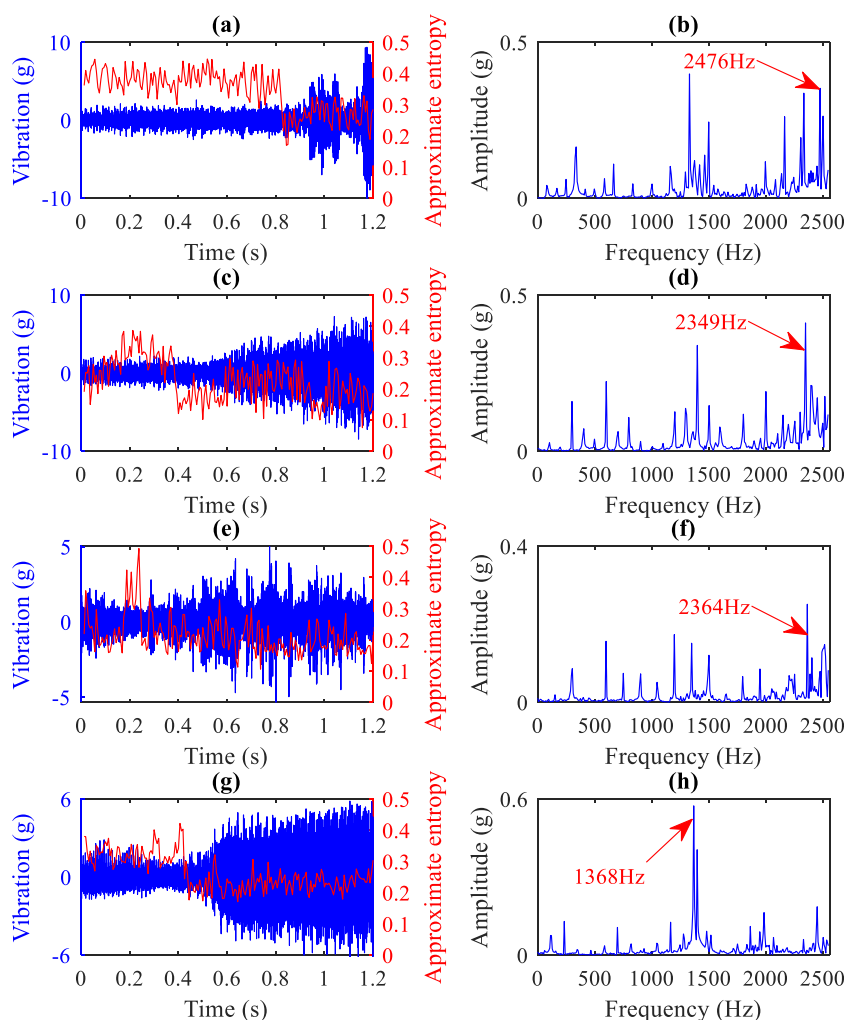 (a)
10
0
-10
Vibration (g)
0.5
0.4
0.3
0.2
0.1
0
Approximate entropy
0 0.2 0.4 0.6 0.8 1 1.2
Time (s)
(b)
0.5
0
Amplitude (g)
2476Hz
0 500 1000 1500 2000 2500
Frequency (Hz)
(c)
10
0
-10
Vibration (g)
0.5
0.4
0.3
0.2
0.1
0
Approximate entropy
0 0.2 0.4 0.6 0.8 1 1.2
Time (s)
(d)
0.5
0
Amplitude (g)
2349Hz
0 500 1000 1500 2000 2500
Frequency (Hz)
(e)
5
0
-5
Vibration (g)
0.5
0.4
0.3
0.2
0.1
0
Approximate entropy
0 0.2 0.4 0.6 0.8 1 1.2
Time (s)
(f)
0.4
0
Amplitude (g)
2364Hz
0 500 1000 1500 2000 2500
Frequency (Hz)
(g)
6
0
-6
Vibration (g)
0.5
0.4
0.3
0.2
0.1
0
Approximate entropy
0 0.2 0.4 0.6 0.8 1 1.2
Time (s)
(h)
0.6
0
Amplitude (g)
1368Hz
0 500 1000 1500 2000 2500
Frequency (Hz)